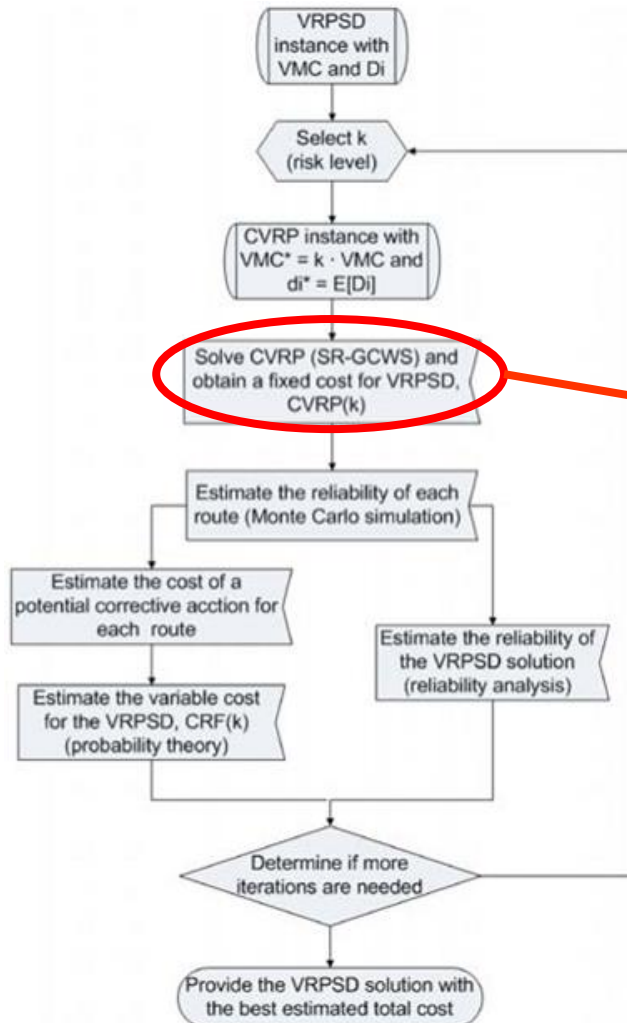 VRPSD
instance with
VMC and Di
Select k
(risk level)
CVRP instance with
VMC* = k · VMC and
di* = E[Di]
Solve CVRP (SR-GCWS) and
obtain a fixed cost for VRPSD,
CVRP(k)
Estimate the reliability of each
route (Monte Carlo simulation)
Estimate the cost of a
potential corrective acction for
each route
Estimate the reliability of
the VRPSD solution
(reliability analysis)
Estimate the variable cost
for the VRPSD, CRF(k)
(probability theory)
Determine if more
iterations are needed
Provide the VRPSD solution with
the best estimated total cost